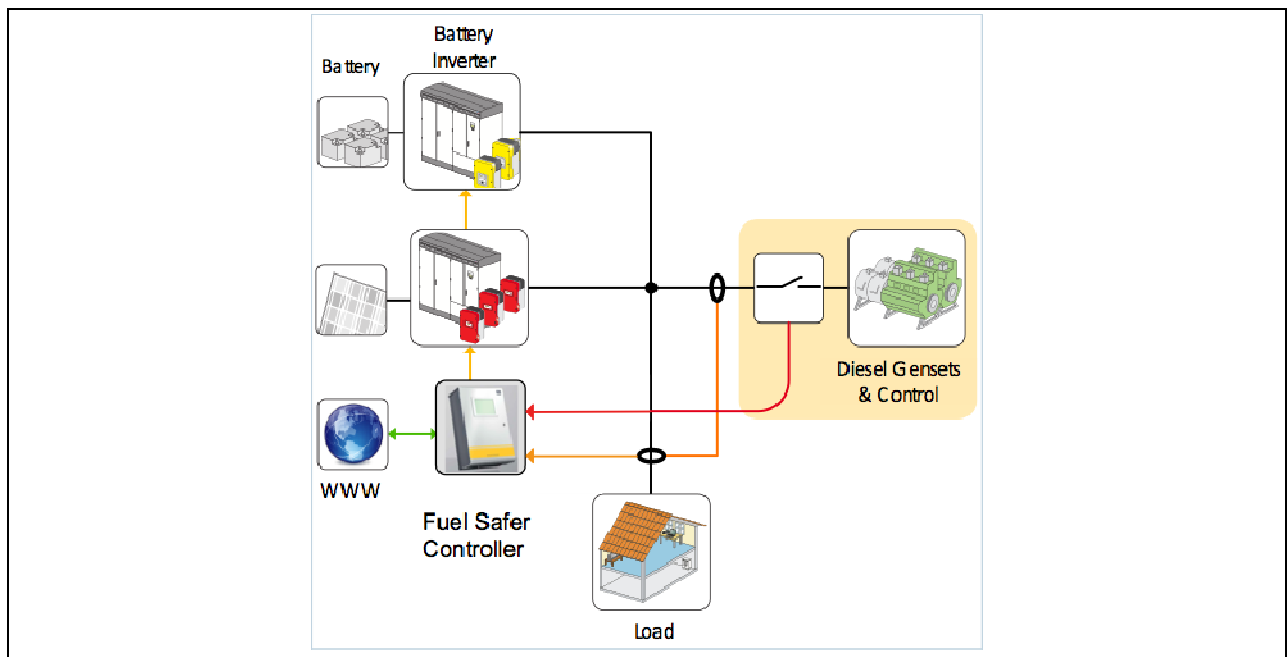 Battery
Inverter
Battery
Diesel Gensets
& Control
WWW
Fuel Safer
Controller
Load